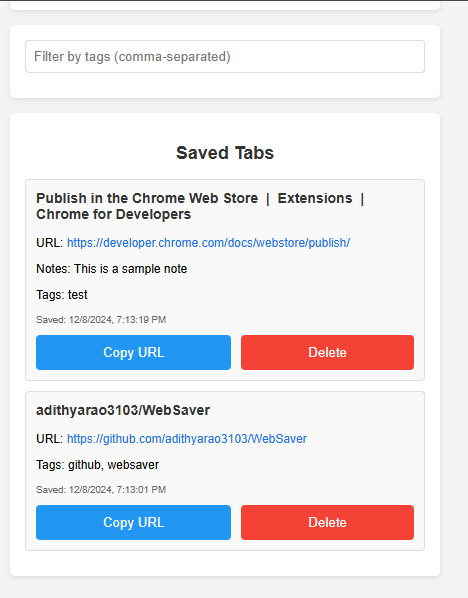 Filter by tags (comma-separated)
Saved Tabs
Publish in the Chrome Web Store | Extensions |
Chrome for Developers
URL: https://developer.chrome.com/docs/webstore/publish/
Notes: This is a sample note
Tags: test
Saved: 12/8/2024, 7:13:19 PM
Copy URL Delete
adithyarao3103/WebSaver
URL: https://github.com/adithyarao3103/WebSaver
Tags: github, websaver
Saved: 12/8/2024, 7:13:01 PM
Copy URL Delete